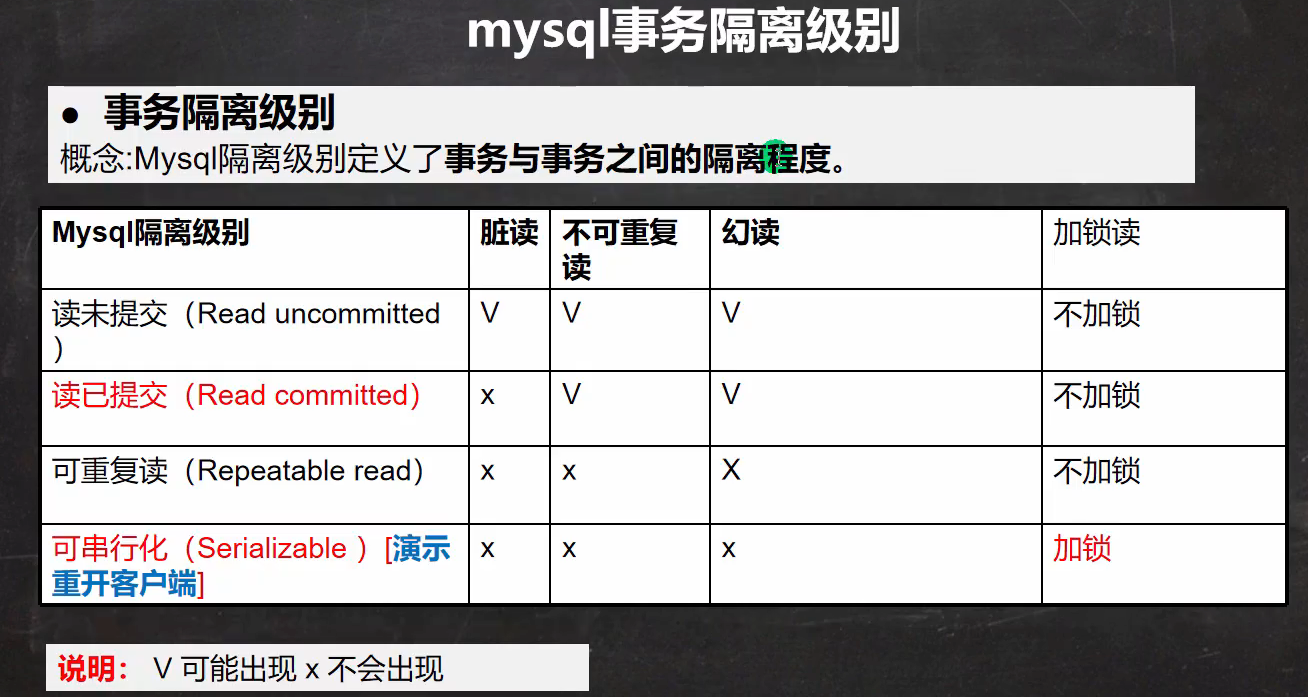 mysql事务隔离级别
● 事务隔离级别
概念:Mysql隔离级别定义了事务与事务之间的隔离程度。
Mysql隔离级别 脏读 不可重复 幻读 加锁读
读
读未提交（Read uncommitted V V V 不加锁
）
读已提交（Read committed） x V V 不加锁
可重复读（Repeatable read） x x X 不加锁
可串行化（Serializable ）[演示 x x x 加锁
重开客户端]
说明： V 可能出现 x 不会出现